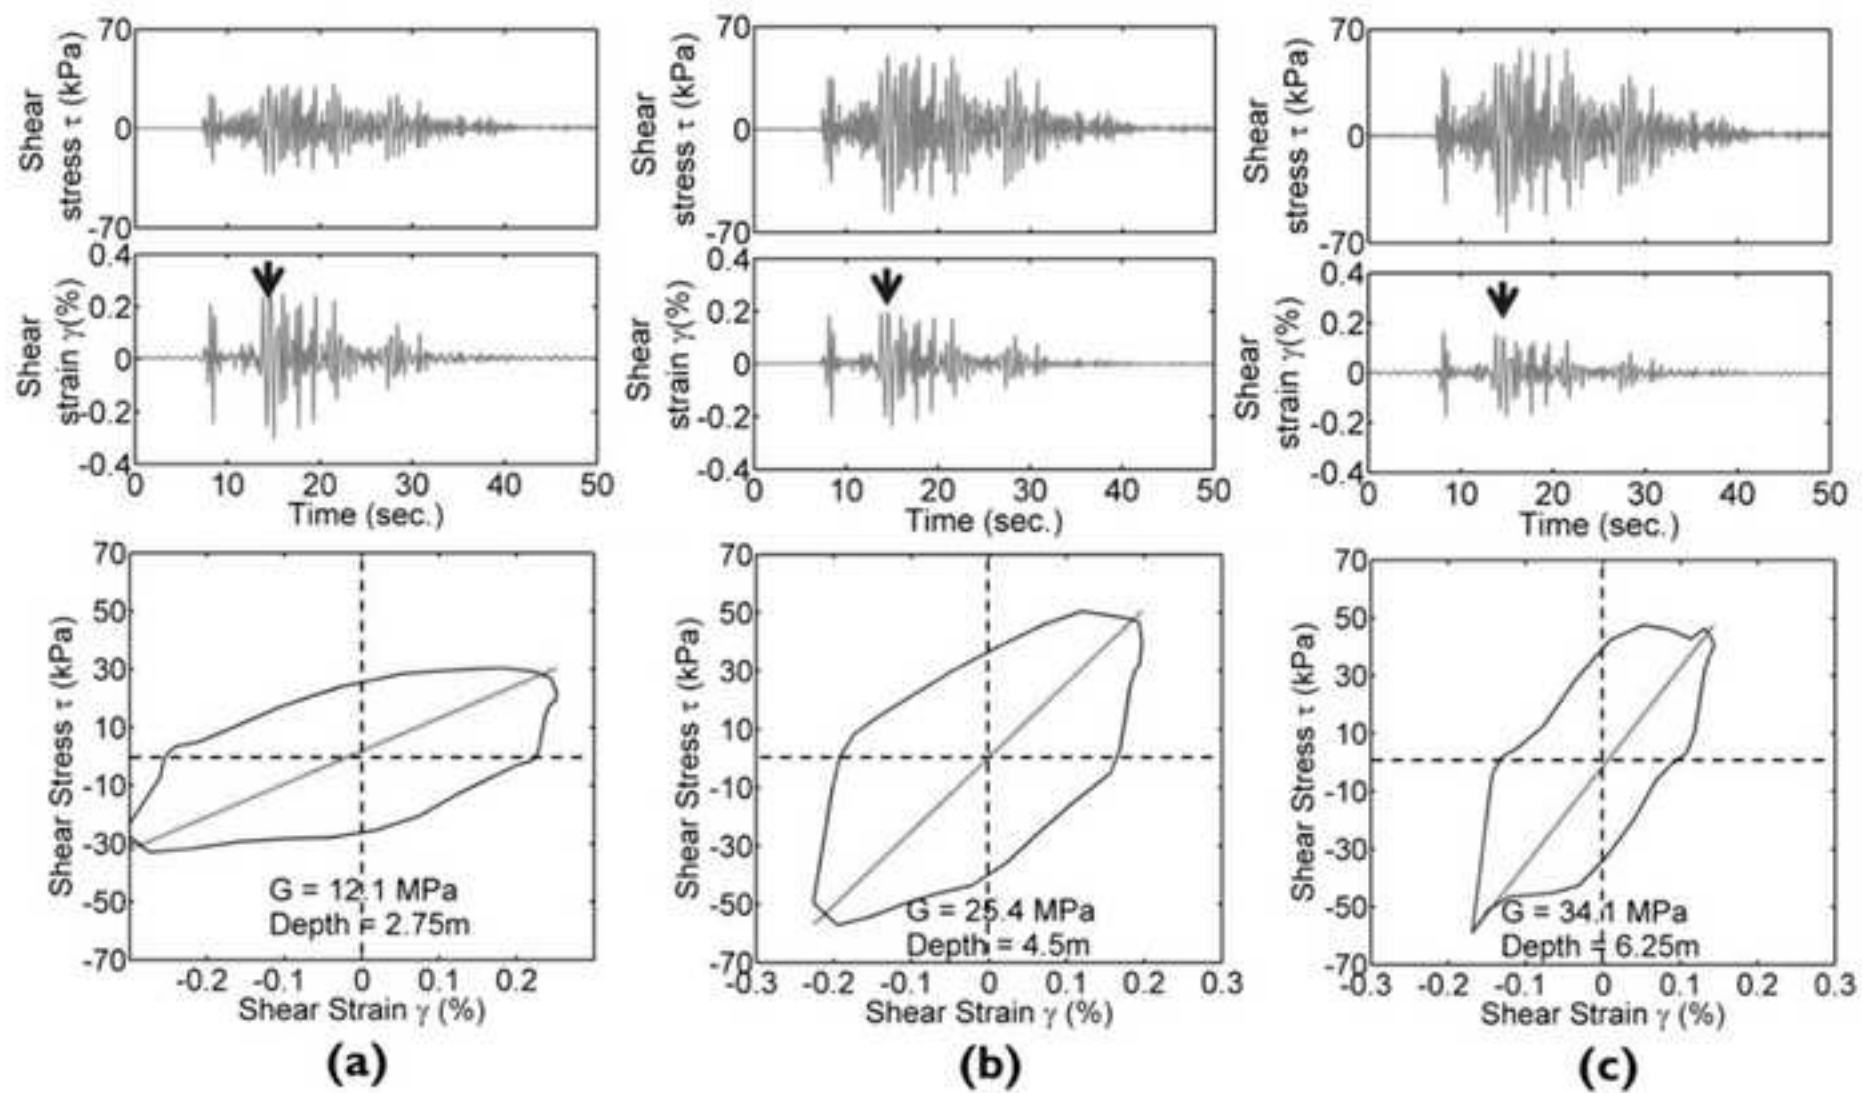 70
Shear
stress τ (kPa)
0
-70
0.4
Shear
strain γ(%)
0.2
0
-0.2
-0.4
0 10 20 30 40 50
Time (sec.)
70
Shear
stress τ (kPa)
0
-70
0.4
Shear
strain γ(%)
0.2
0
-0.2
-0.4
0 10 20 30 40 50
Time (sec.)
70
Shear
stress τ (kPa)
0
-70
0.4
Shear
strain γ(%)
0.2
0
-0.2
-0.4
0 10 20 30 40 50
Time (sec.)
70
50
30
10
-10
-30
-50
-70
Shear Stress τ (kPa)
G = 12.1 MPa
Depth = 2.75m
-0.2 -0.1 0 0.1 0.2
Shear Strain γ (%)
(a)
70
50
30
10
-10
-30
-50
-70
Shear Stress τ (kPa)
G = 25.4 MPa
Depth = 4.5m
-0.3 -0.2 -0.1 0 0.1 0.2 0.3
Shear Strain γ (%)
(b)
70
50
30
10
-10
-30
-50
-70
Shear Stress τ (kPa)
G = 34.1 MPa
Depth = 6.25m
-0.3 -0.2 -0.1 0 0.1 0.2 0.3
Shear Strain γ (%)
(c)